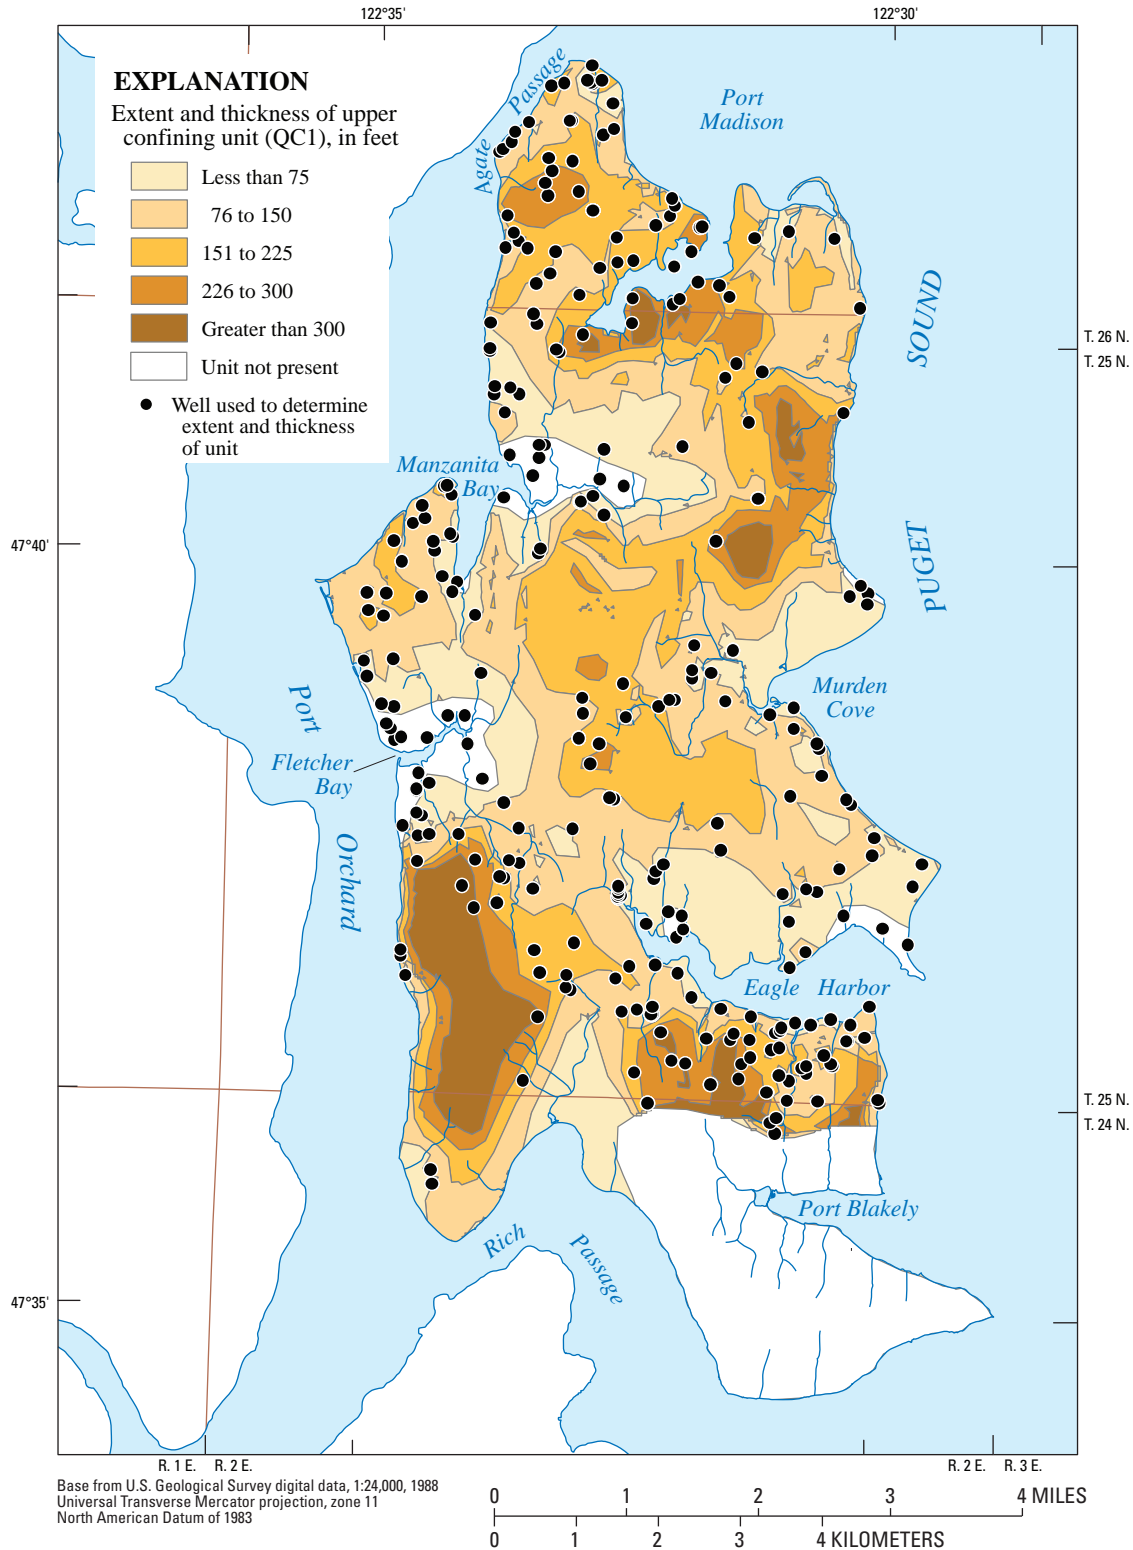 122°35'
122°30'
EXPLANATION
Extent and thickness of upper
confining unit (QC1), in feet
Less than 75
76 to 150
151 to 225
226 to 300
Greater than 300
Unit not present
Well used to determine
extent and thickness
of unit
Agate Passage
Port
Madison
PUGET SOUND
T. 26 N.
T. 25 N.
Manzanita
Bay
47°40'
Murden
Cove
Port Orchard
Fletcher
Bay
Eagle Harbor
T. 25 N.
T. 24 N.
Port Blakely
Rich Passage
47°35'
R. 1 E. R. 2 E.
R. 2 E. R. 3 E.
Base from U.S. Geological Survey digital data, 1:24,000, 1988
Universal Transverse Mercator projection, zone 11
North American Datum of 1983
0 1 2 3 4 MILES
0 1 2 3 4 KILOMETERS